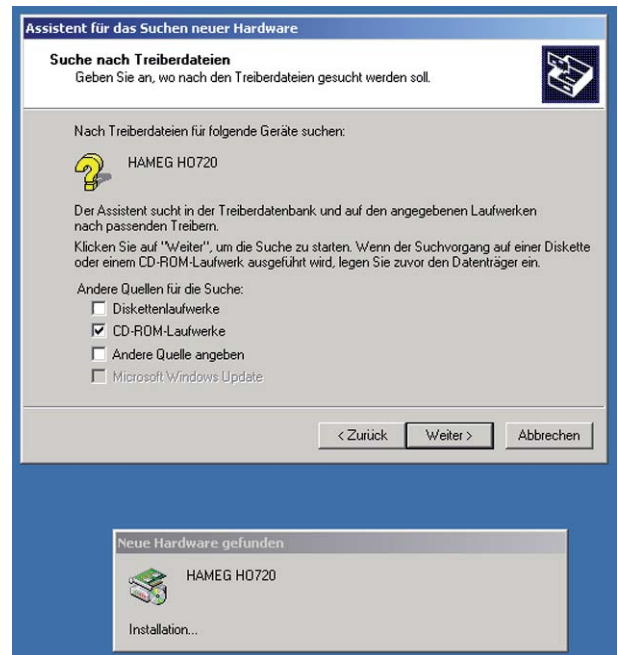 Assistent für das Suchen neuer Hardware
Suche nach Treiberdateien
Geben Sie an, wo nach den Treiberdateien gesucht werden soll.
Nach Treiberdateien für folgende Geräte suchen:
HAMEG HO720
Der Assistent sucht in der Treiberdatenbank und auf den angegebenen Laufwerken
nach passenden Treibern.
Klicken Sie auf "Weiter", um die Suche zu starten. Wenn der Suchvorgang auf einer Diskette
oder einem CD-ROM-Laufwerk ausgeführt wird, legen Sie zuvor den Datenträger ein.
Andere Quellen für die Suche:
Diskettenlaufwerke
CD-ROM-Laufwerke
Andere Quelle angeben
Microsoft Windows Update
< Zurück Weiter > Abbrechen
Neue Hardware gefunden
HAMEG HO720
Installation...